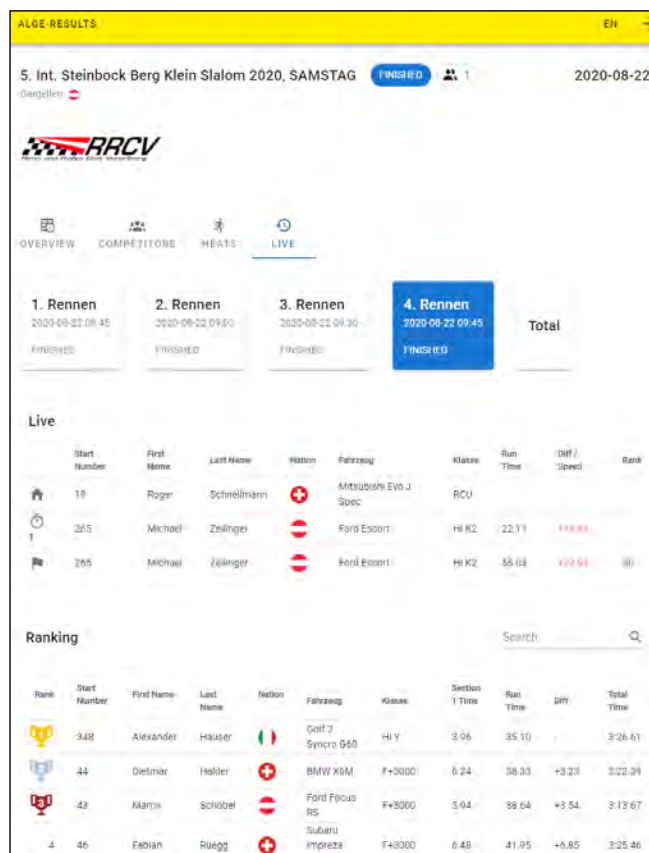 ALGE-RESULTS EN
5. Int. Steinbock Berg Klein Slalom 2020, SAMSTAG FINISHED 1 2020-08-22
Gargellen
RRCV
OVERVIEW COMPETITORS HEATS LIVE
1. Rennen 2. Rennen 3. Rennen 4. Rennen
2020-08-22 08:45 2020-08-22 09:00 2020-08-22 09:30 2020-08-22 09:45
Total
FINISHED FINISHED FINISHED FINISHED
Live
Start Number First Name Last Name Nation Fahrzeug Klasse Run Time Diff / Speed Rank
19 Roger Schnellmann Mitsubishi Evo J Spec RCU
1 265 Michael Zeilinger Ford Escort HI K2 22.11
265 Michael Zeilinger Ford Escort HI K2
Ranking Search
Rank Start Number First Name Last Name Nation Fahrzeug Klasse Section 1 Time Run Time Diff Total Time
1 348 Alexander Hauser Golf 2 Syncro G60 HI Y 3.96 35.10 3:26.61
2 44 Dietmar Halder BMW X6M F+3000 6.24 38.33 +3.23 3:22.39
3 43 Marcel Schöbel Ford Focus RS F+3000 5.94 38.64 +3.54 3:13.67
4 46 Fabian Rüegg Subaru Impreza F+3000 6.48 41.95 +6.85 3:25.46